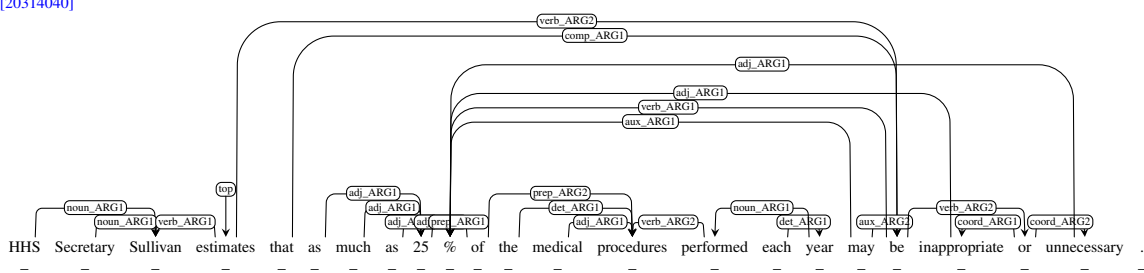 [20314040]
verb_ARG2
comp_ARG1
adj_ARG1
adj_ARG1
verb_ARG1
aux_ARG1
top
adj_ARG1 prep_ARG2
noun_ARG1 adj_ARG1 det_ARG1 noun_ARG1 verb_ARG2
noun_ARG1 verb_ARG1 prep_ARG1 adj_ARG1 verb_ARG2 det_ARG1 aux_ARG2 coord_ARG1 coord_ARG2
HHS Secretary Sullivan estimates that as much as 25 % of the medical procedures performed each year may be inappropriate or unnecessary .